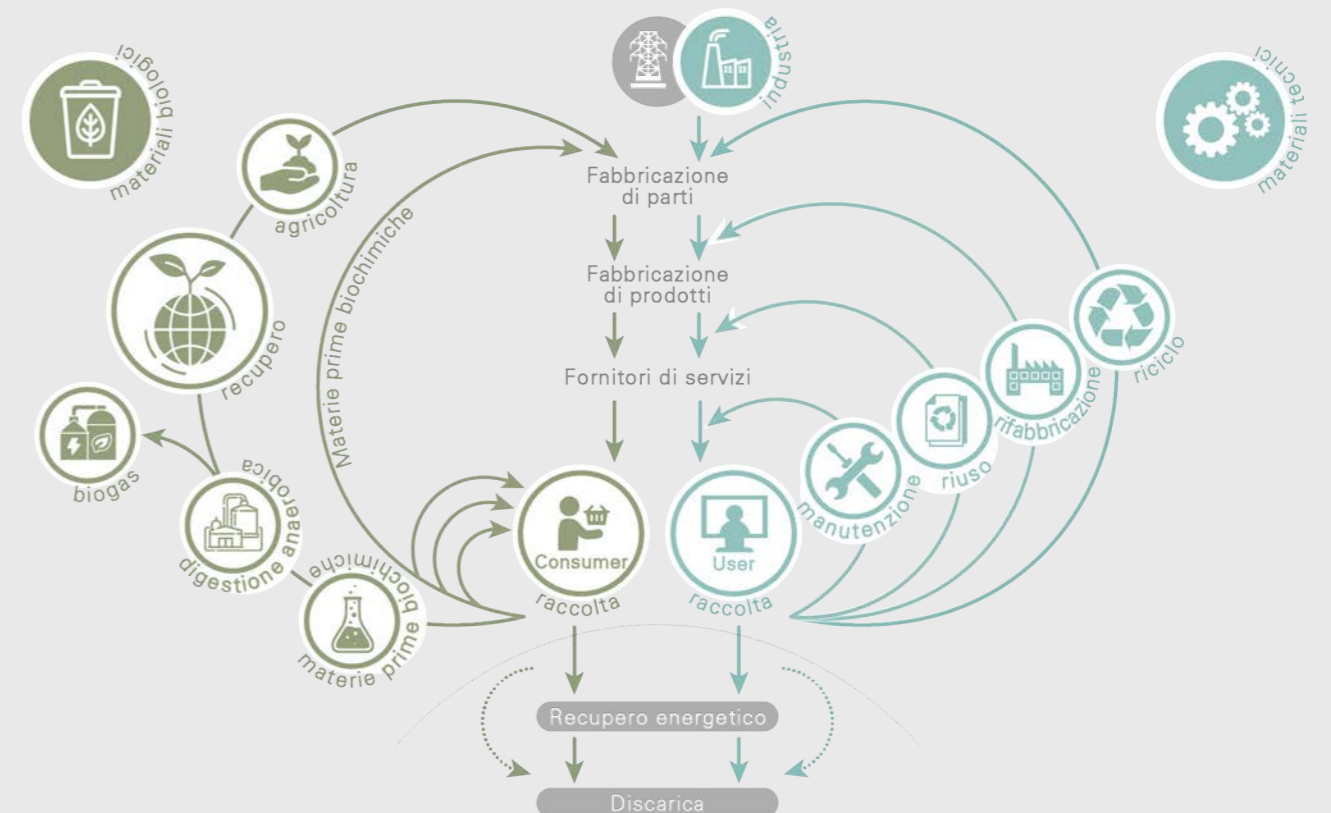 materiali biologici
industria
materiali tecnici
agricoltura
Fabbricazione
di parti
Materie prime biochimiche
Fabbricazione
di prodotti
recupero
riciclo
Fornitori di servizi
rifabbricazione
biogas
riuso
digestione anaerobica
manutenzione
Consumer
User
raccolta
raccolta
materie prime biochimiche
Recupero energetico
Discarica